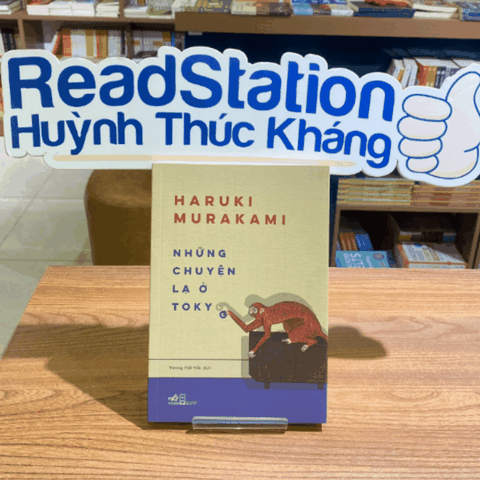 ReadStation
Huỳnh Thúc Kháng
HARUKI
MURAKAMI
NHỮNG
CHUYỆN
LẠ Ở
TOKYO